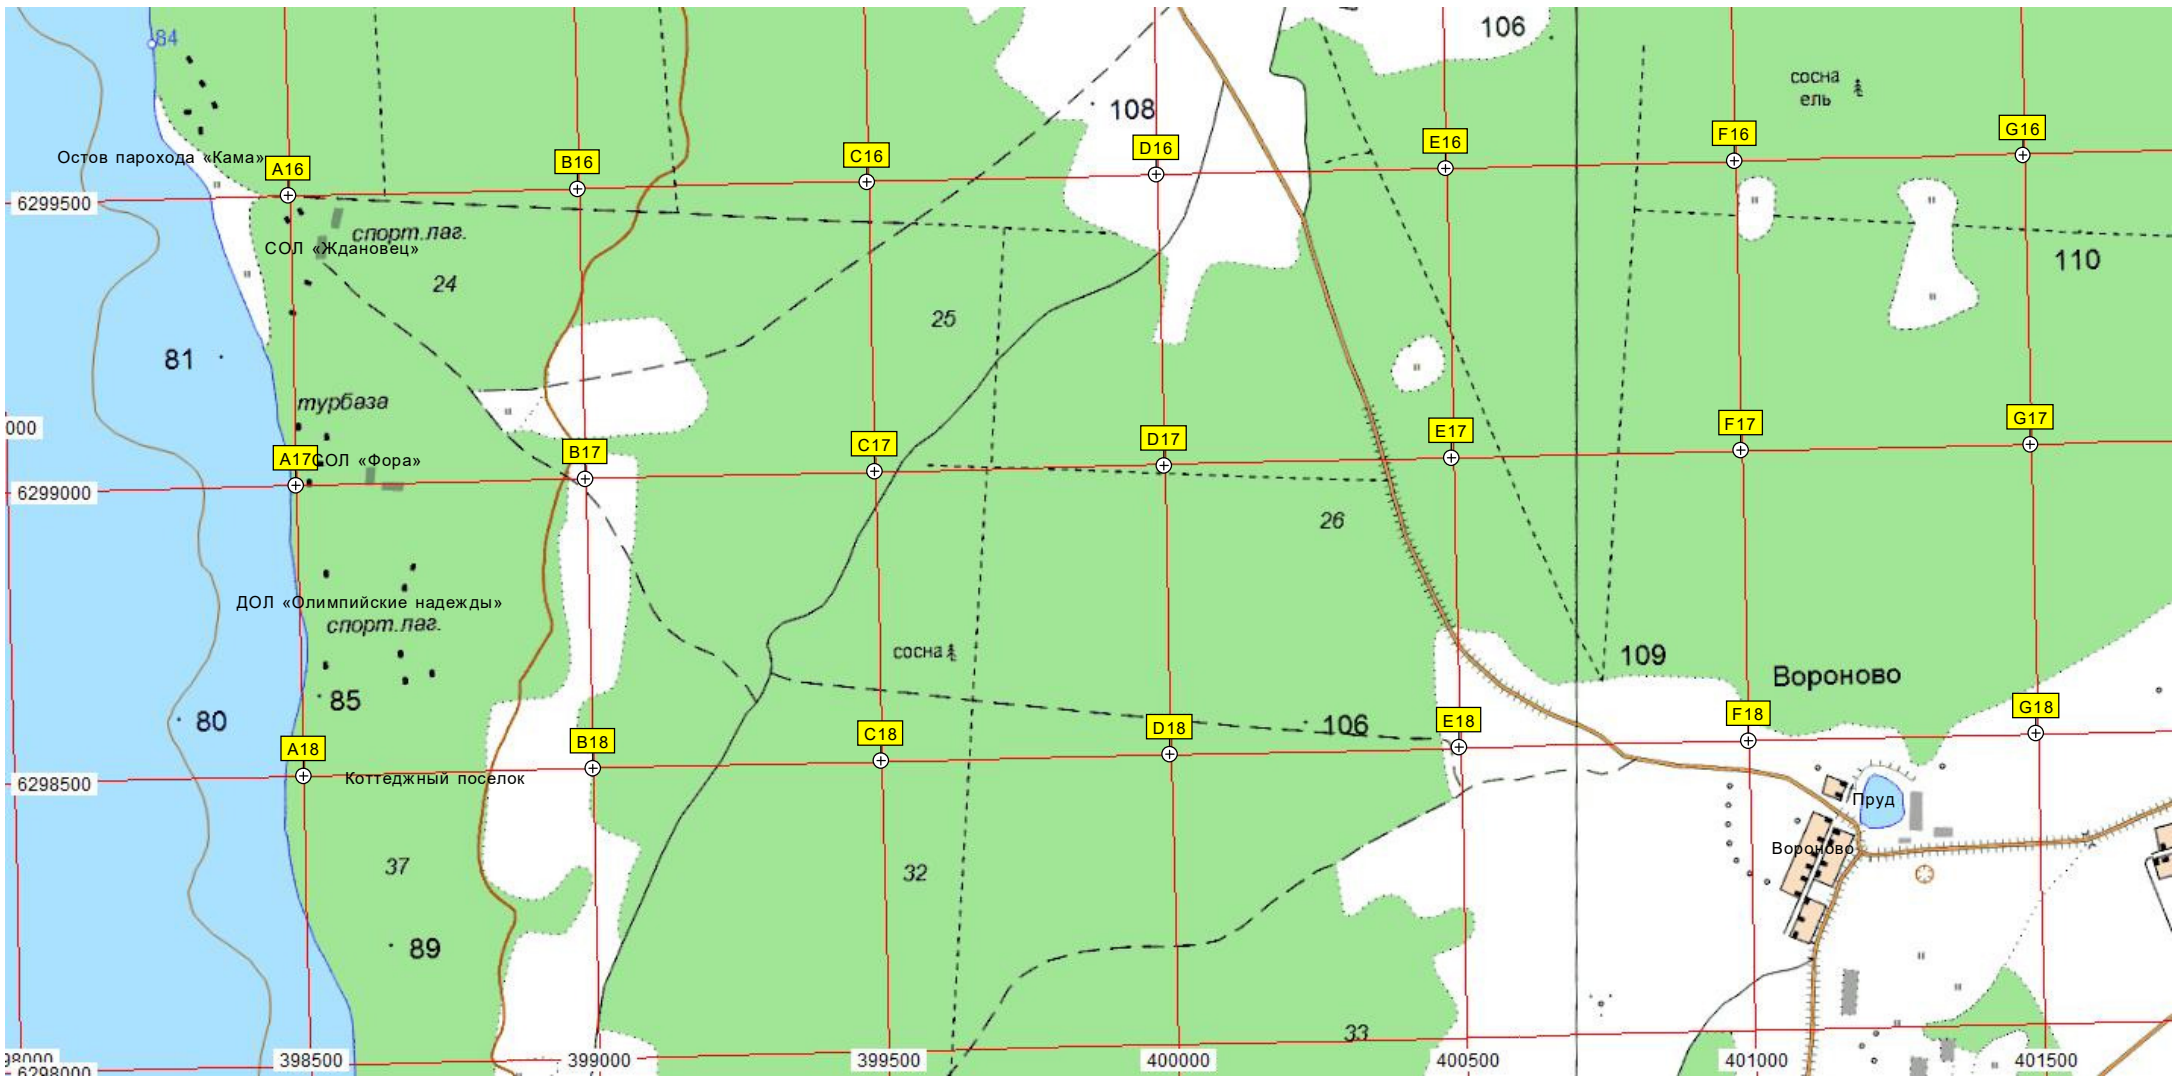 84
106
сосна
ель
108
Остов парохода «Кама»
A16
B16
C16
D16
E16
F16
G16
6299500
спорт.лаг.
СОЛ «Ждановец»
24
110
25
81
турбаза
000
A17
СОЛ «Фора»
B17
C17
D17
E17
F17
G17
6299000
26
ДОЛ «Олимпийские надежды»
спорт.лаг.
сосна
109
Вороново
85
80
106
A18
B18
C18
D18
E18
F18
G18
6298500
Коттеджный поселок
Пруд
Вороново
37
32
89
33
98000
6298000
398500
399000
399500
400000
400500
401000
401500